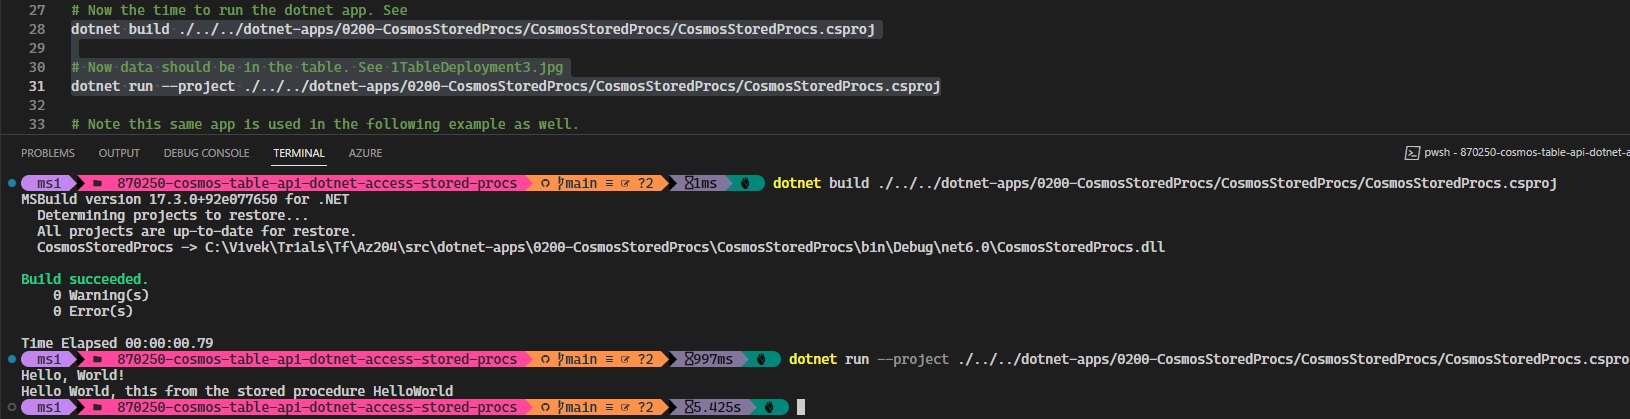 27 # Now the time to run the dotnet app. See
28 dotnet build ./../../dotnet-apps/0200-CosmosStoredProcs/CosmosStoredProcs/CosmosStoredProcs.csproj
29
30 # Now data should be in the table. See 1TableDeployment3.jpg
31 dotnet run --project ./../../dotnet-apps/0200-CosmosStoredProcs/CosmosStoredProcs/CosmosStoredProcs.csproj
32
33 # Note this same app is used in the following example as well.
PROBLEMS OUTPUT DEBUG CONSOLE TERMINAL AZURE pwsh - 870250-cosmos-table-api-dotnet-a
msi 870250-cosmos-table-api-dotnet-access-stored-procs main ≡ ?2 1ms dotnet build ./../../dotnet-apps/0200-CosmosStoredProcs/CosmosStoredProcs/CosmosStoredProcs.csproj
MSBuild version 17.3.0+92e077650 for .NET
Determining projects to restore...
All projects are up-to-date for restore.
CosmosStoredProcs -> C:\Vivek\Trials\Tf\Az204\src\dotnet-apps\0200-CosmosStoredProcs\CosmosStoredProcs\bin\Debug\net6.0\CosmosStoredProcs.dll
Build succeeded.
0 Warning(s)
0 Error(s)
Time Elapsed 00:00:00.79
msi 870250-cosmos-table-api-dotnet-access-stored-procs main ≡ ?2 997ms dotnet run --project ./../../dotnet-apps/0200-CosmosStoredProcs/CosmosStoredProcs/CosmosStoredProcs.cspro
Hello, World!
Hello World, this from the stored procedure HelloWorld
msi 870250-cosmos-table-api-dotnet-access-stored-procs main ≡ ?2 5.425s